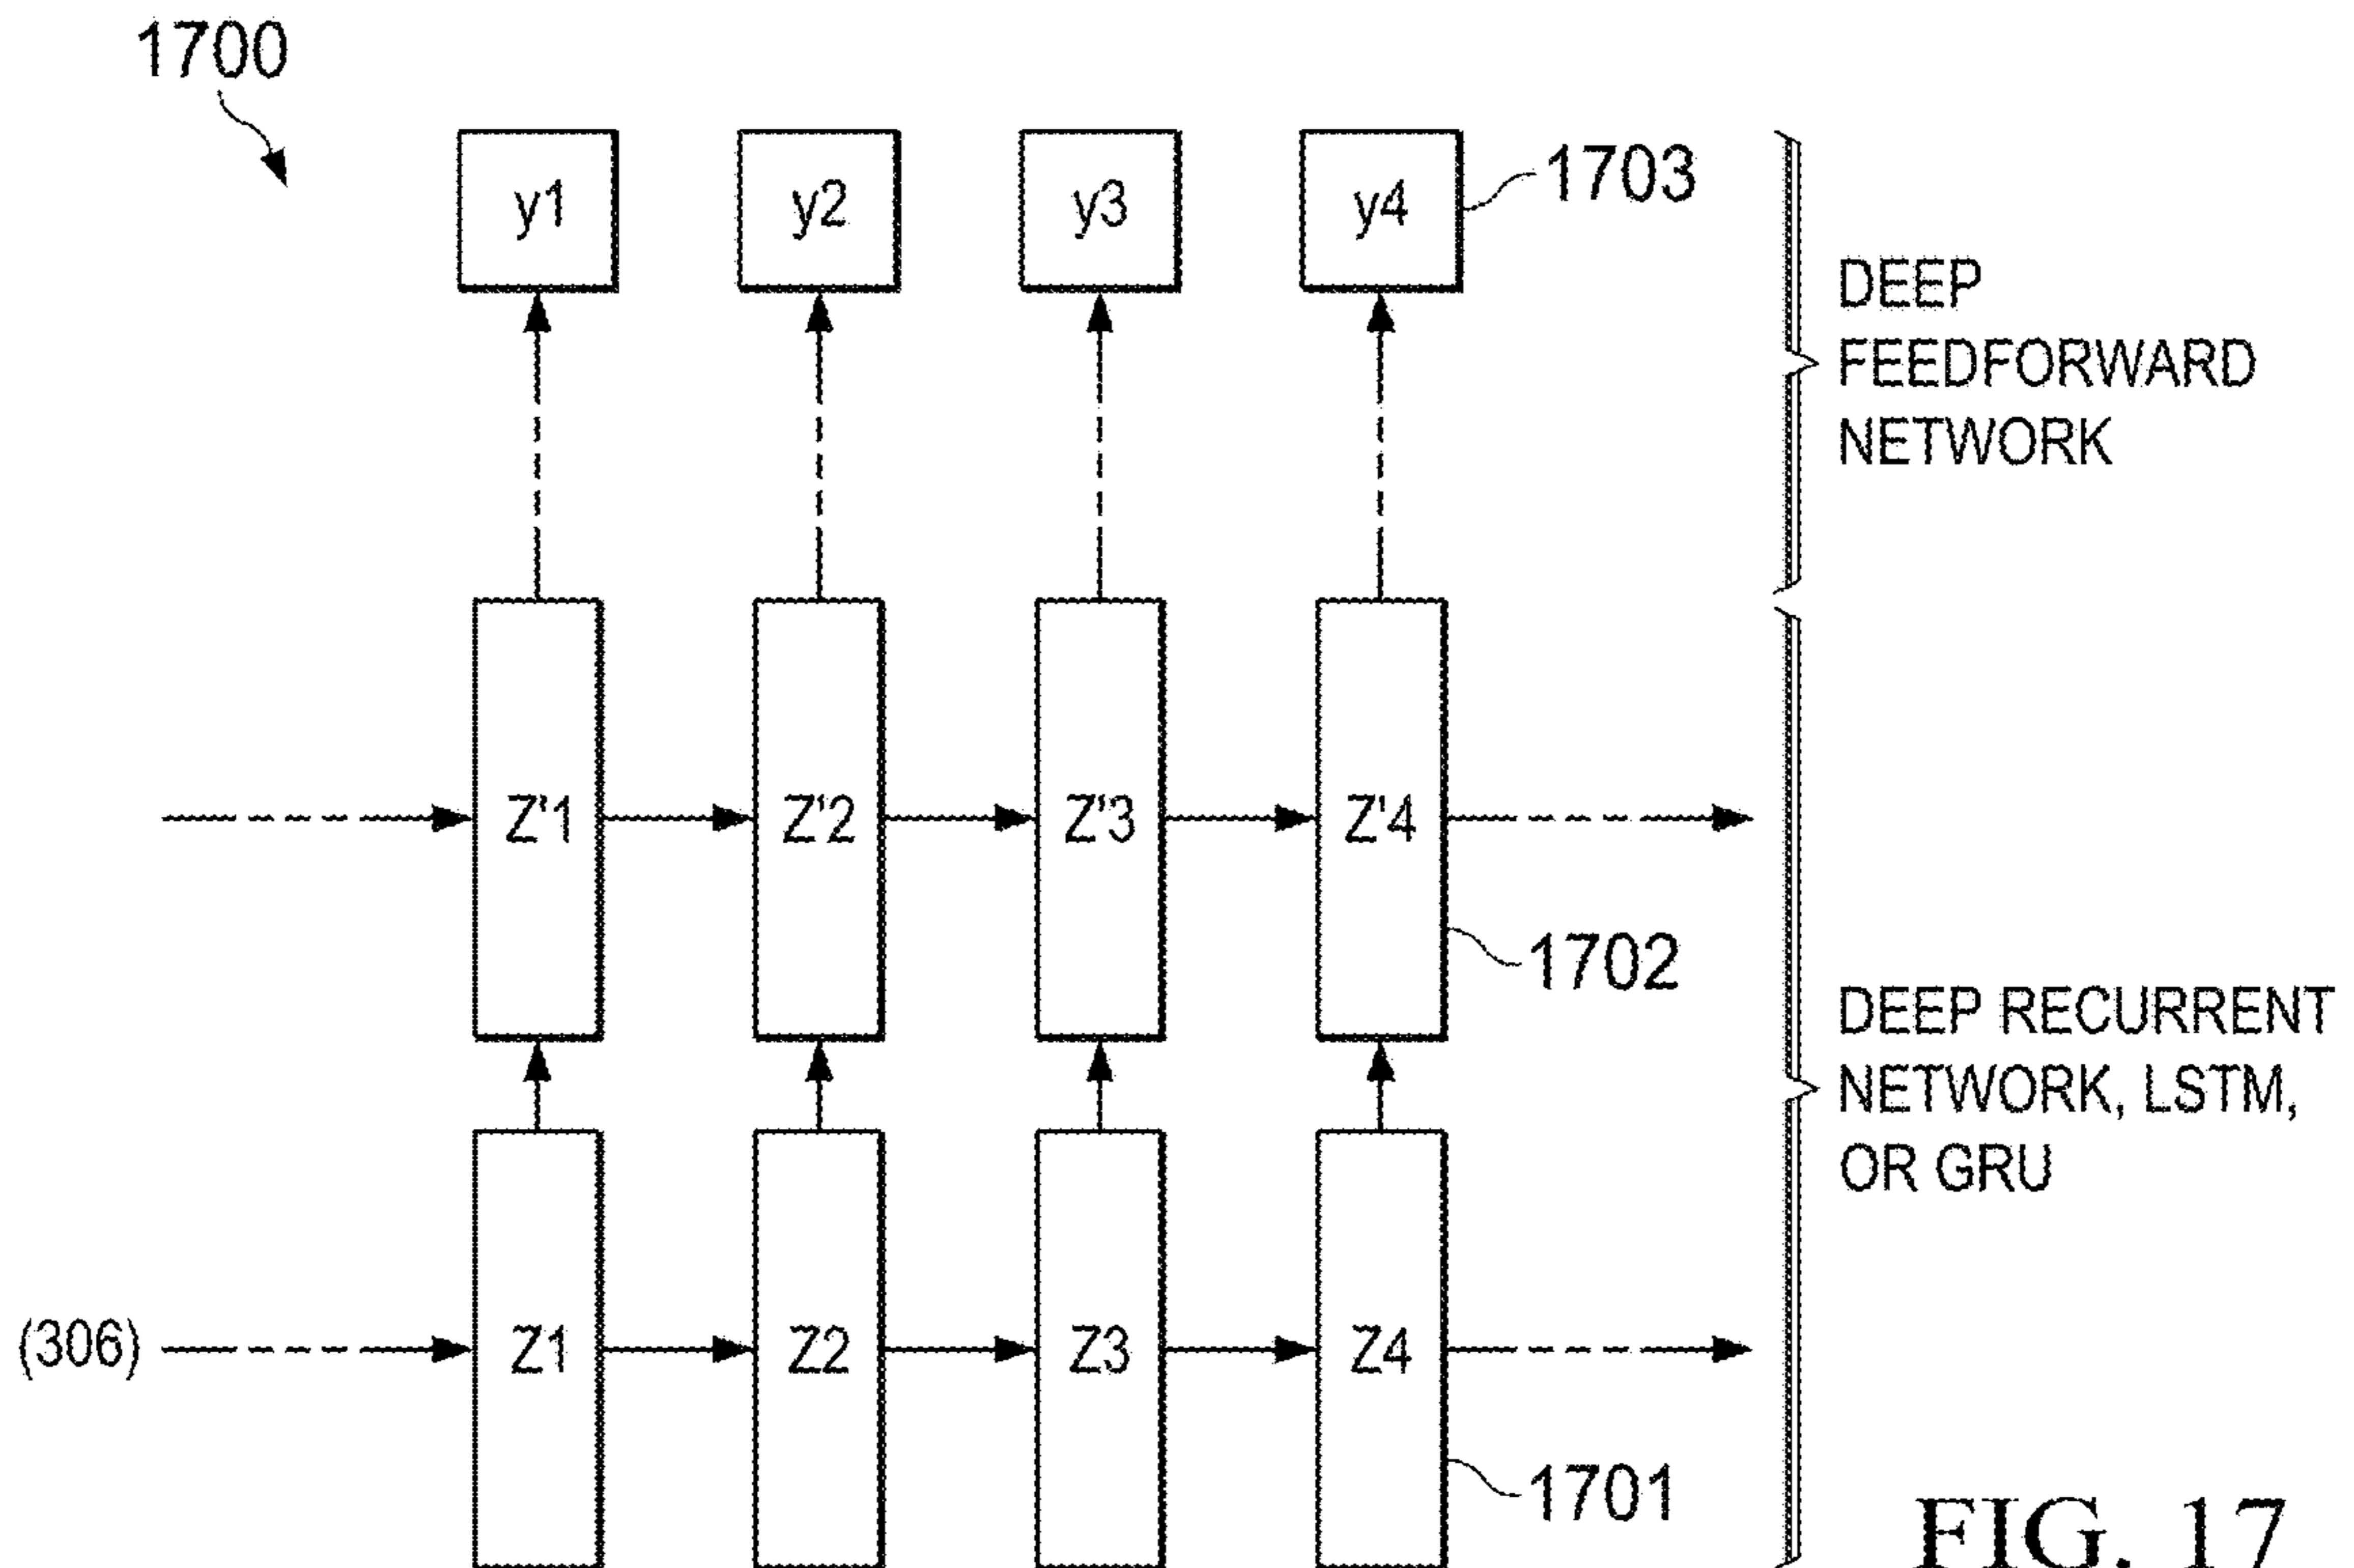 1700
y1 y2 y3 y4 1703
DEEP
FEEDFORWARD
NETWORK
Z'1 Z'2 Z'3 Z'4
1702
DEEP RECURRENT
NETWORK, LSTM,
OR GRU
(306) Z1 Z2 Z3 Z4
1701
FIG. 17